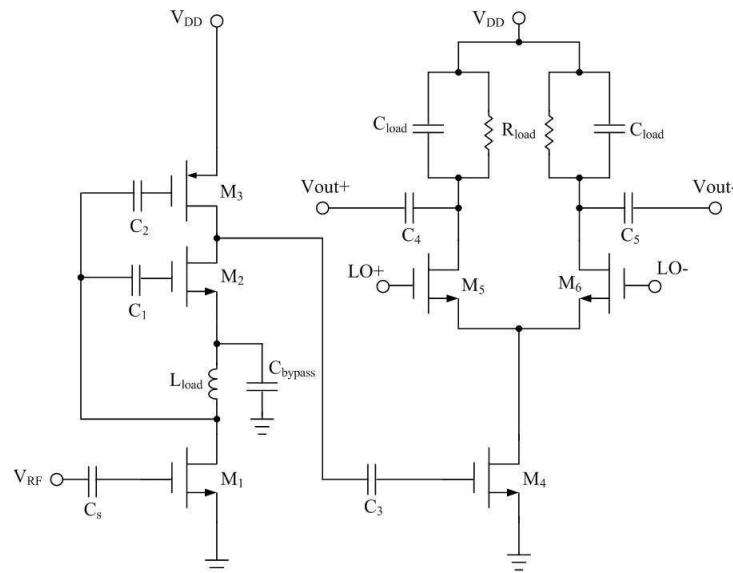 VDD
VDD
Cload
Rload
Cload
Vout+
Vout-
C4
C5
M3
C2
M2
C1
LO+
M5
M6
LO-
Lload
Cbypass
VRF
Cs
M1
C3
M4